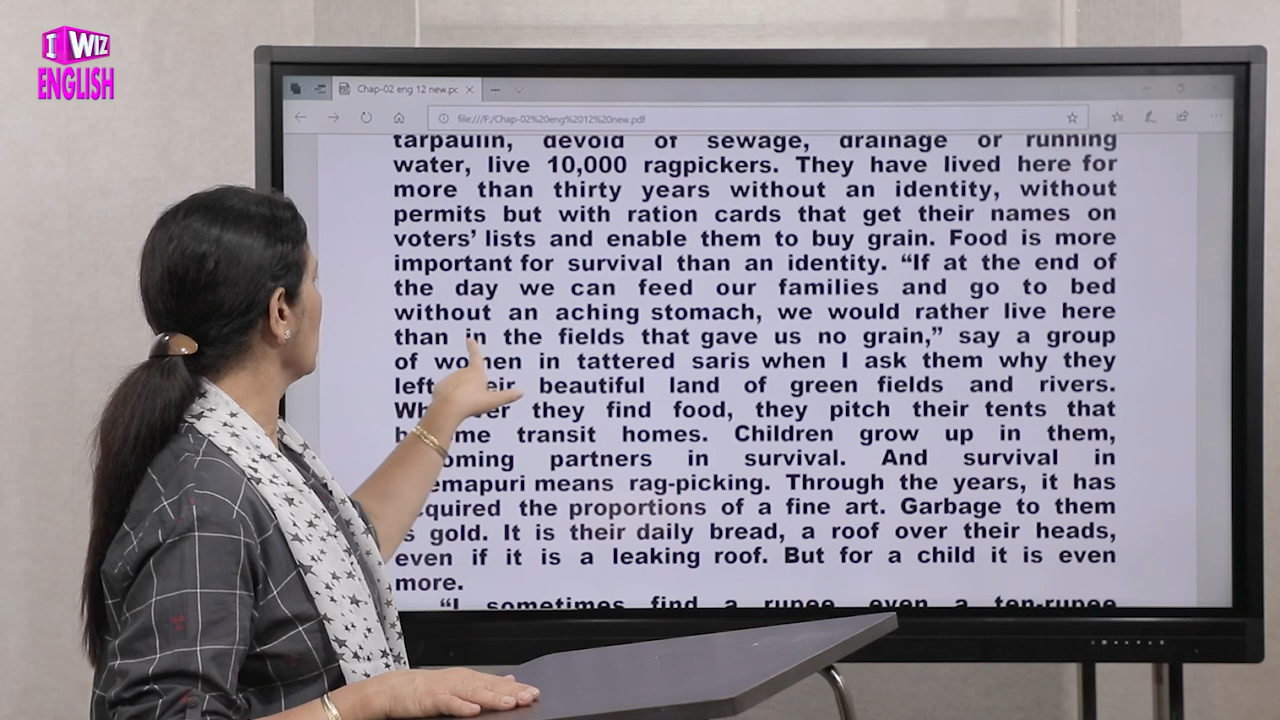 I WIZ
ENGLISH
Chap-02 eng 12 new.pc
file:///F:/Chap-02%20eng%2012%20new.pdf
tarpaulin, devoid of sewage, drainage or running
water, live 10,000 ragpickers. They have lived here for
more than thirty years without an identity, without
permits but with ration cards that get their names on
voters’ lists and enable them to buy grain. Food is more
important for survival than an identity. “If at the end of
the day we can feed our families and go to bed
without an aching stomach, we would rather live here
than in the fields that gave us no grain,” say a group
of women in tattered saris when I ask them why they
left their beautiful land of green fields and rivers.
they find food, they pitch their tents that
transit homes. Children grow up in them,
partners in survival. And survival in
means rag-picking. Through the years, it has
the proportions of a fine art. Garbage to them
gold. It is their daily bread, a roof over their heads,
even if it is a leaking roof. But for a child it is even
more.
“I sometimes find a rupee, even a ten-rupee